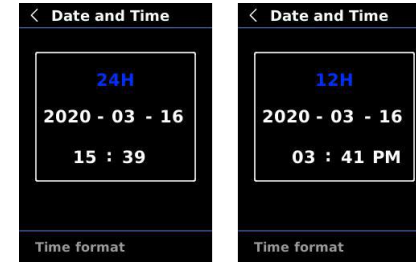 < Date and Time
24H
2020 - 03 - 16
15 : 39
Time format
< Date and Time
12H
2020 - 03 - 16
03 : 41 PM
Time format